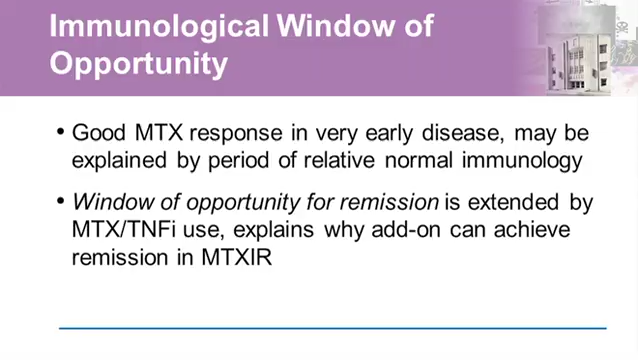 Immunological Window of
Opportunity
• Good MTX response in very early disease, may be
explained by period of relative normal immunology
• Window of opportunity for remission is extended by
MTX/TNFi use, explains why add-on can achieve
remission in MTXIR